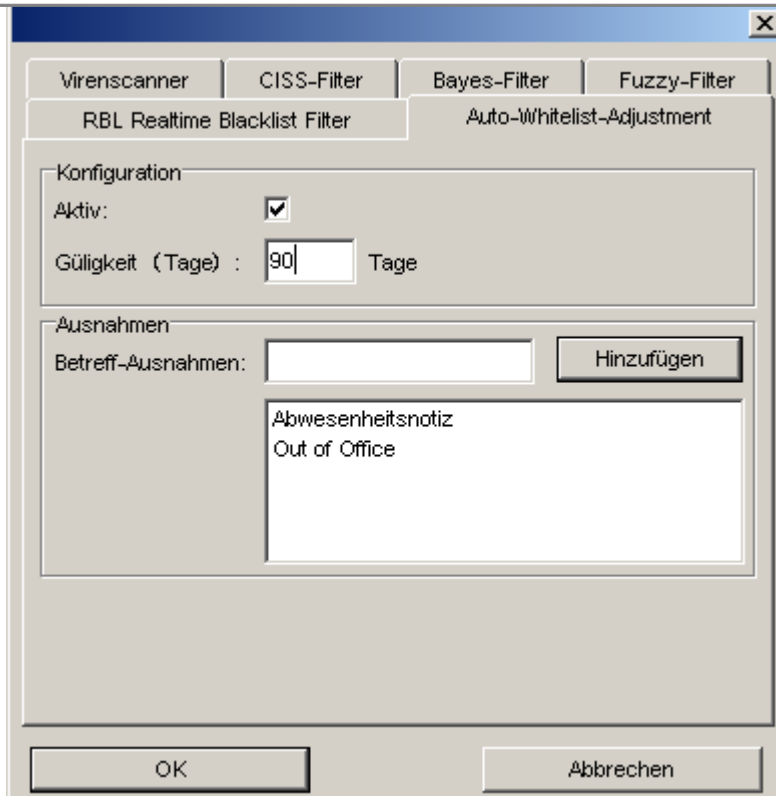 Virenscanner CISS-Filter Bayes-Filter Fuzzy-Filter
RBL Realtime Blacklist Filter Auto-Whitelist-Adjustment
Konfiguration
Aktiv:
Güligkeit (Tage) : 90 Tage
Ausnahmen
Betreff-Ausnahmen: Hinzufügen
Abwesenheitsnotiz
Out of Office
OK Abbrechen